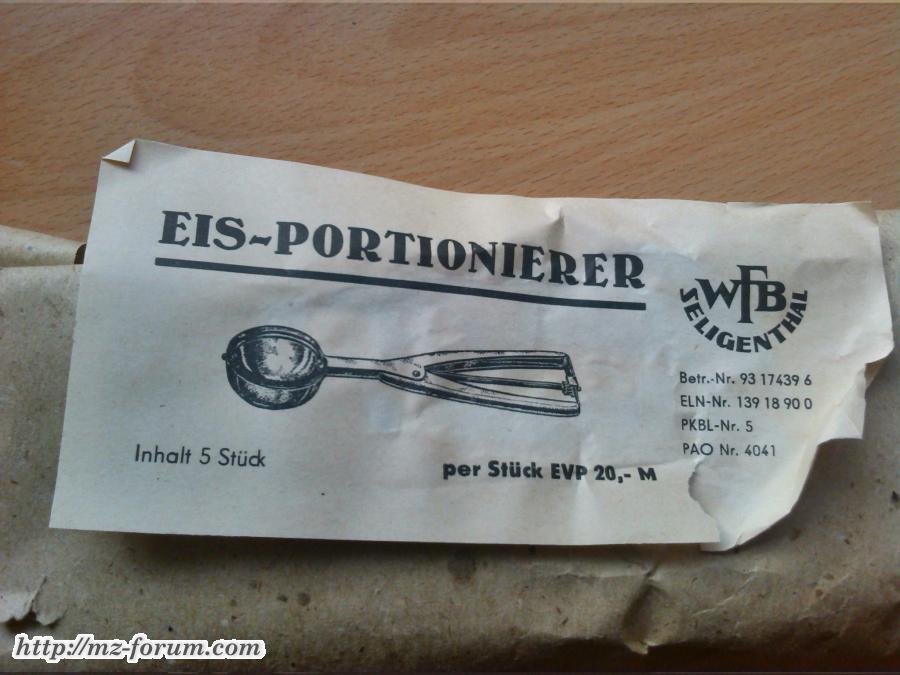 EIS-PORTIONIERER
WFB
SELIGENTHAL
Betr.-Nr. 93 17439 6
ELN-Nr. 139 18 90 0
PKBL-Nr. 5
PAO Nr. 4041
Inhalt 5 Stück
per Stück EVP 20,- M
http://mz-forum.com